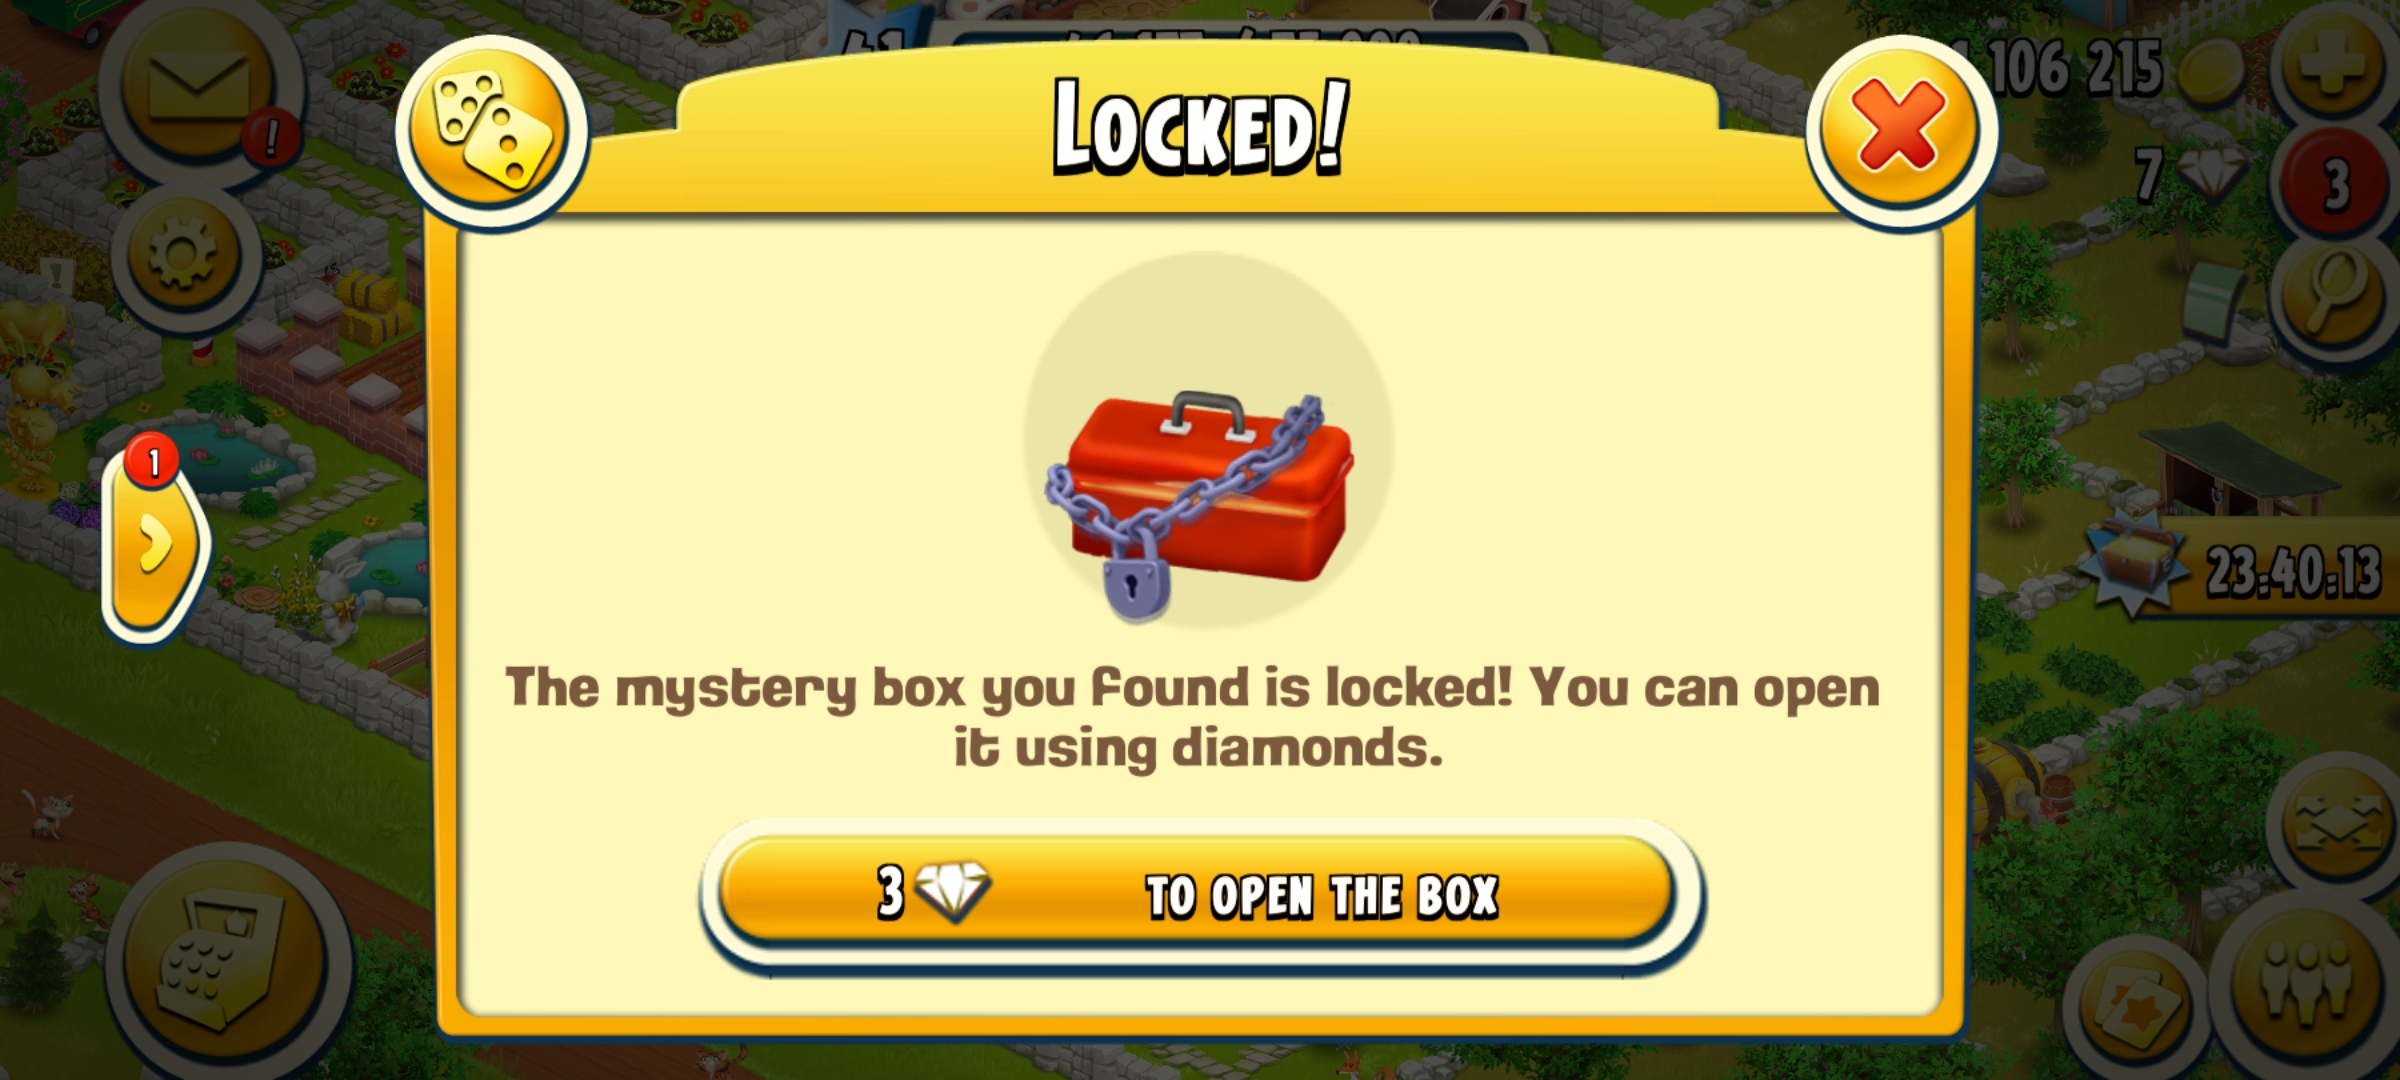 LOCKED!
106 215
7
3
!
1
The mystery box you found is locked! You can open
it using diamonds.
23:40:13
3 TO OPEN THE BOX